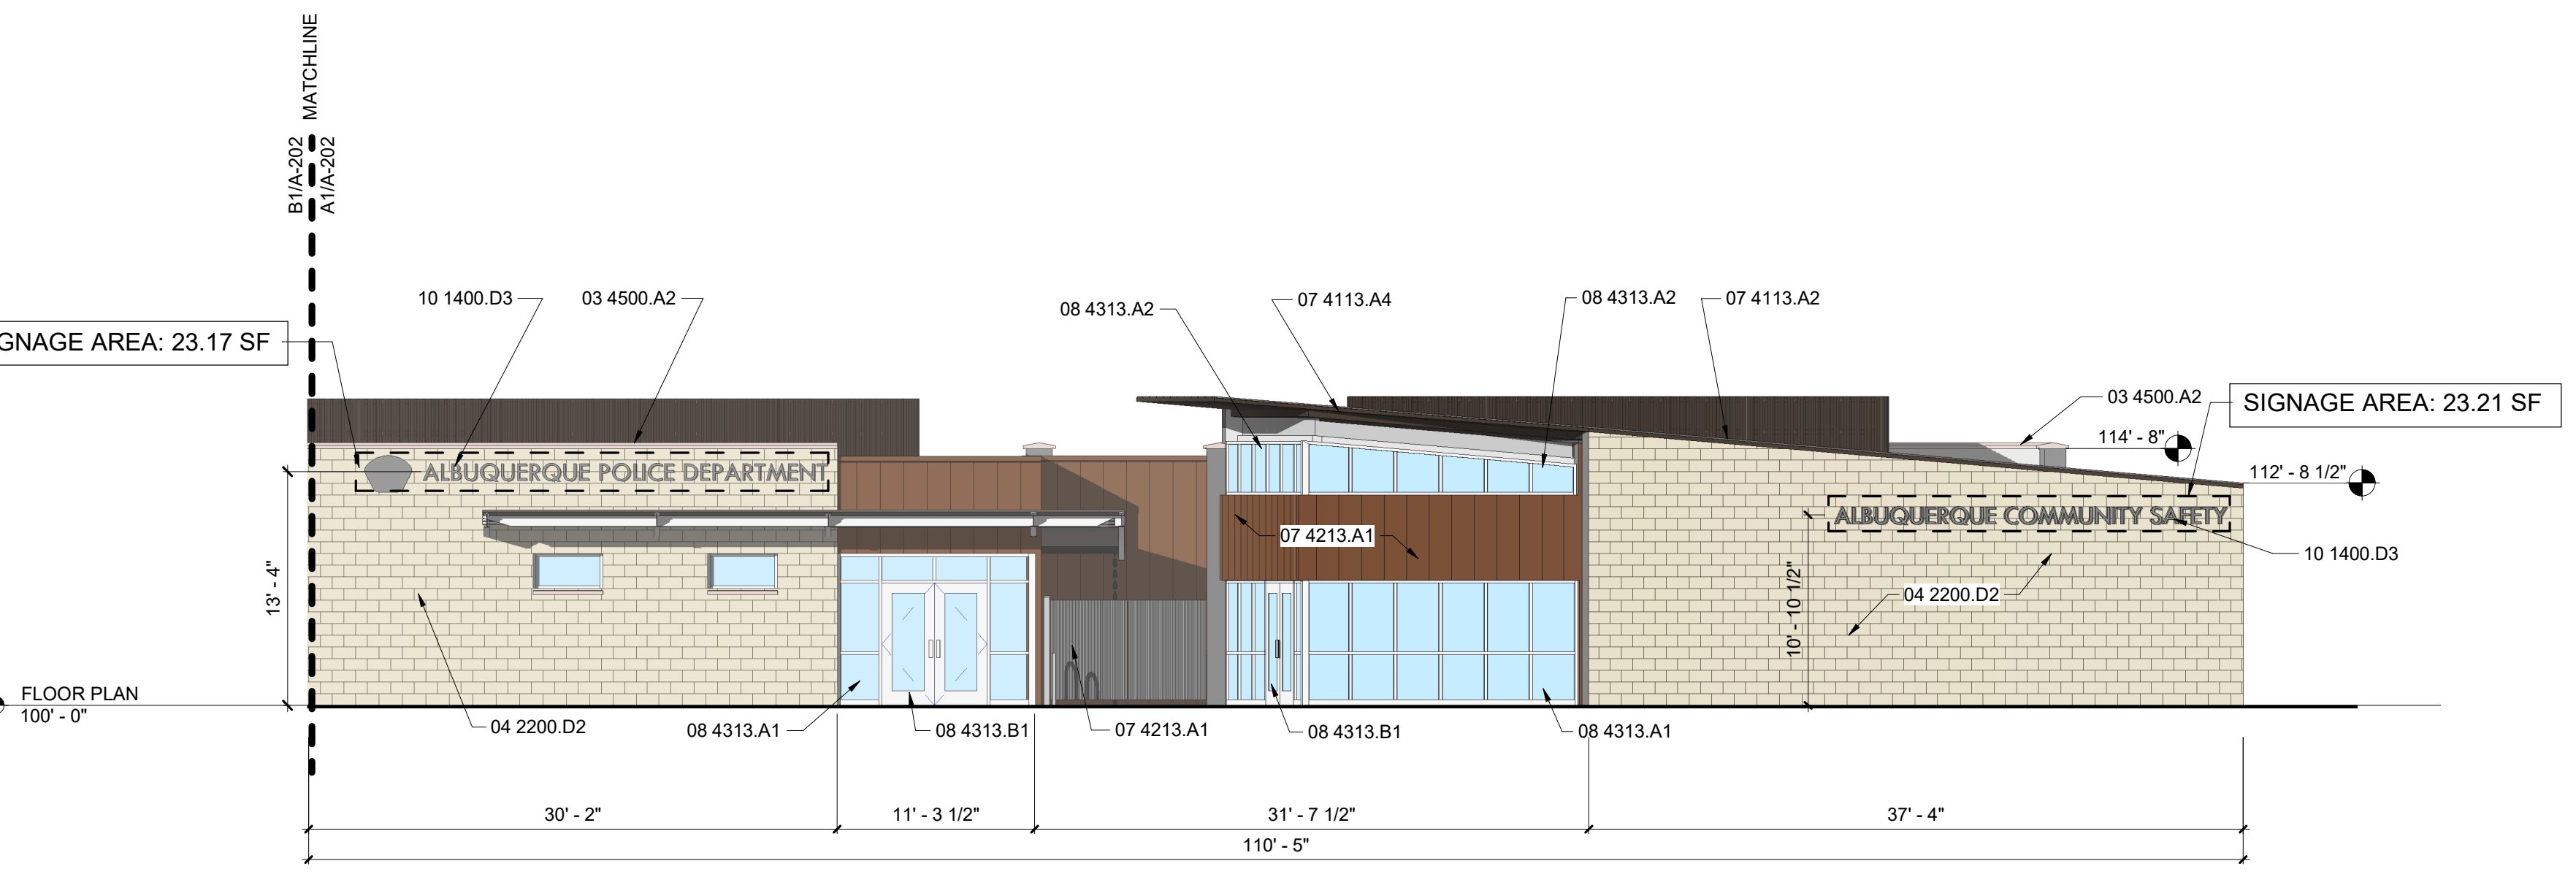 MATCHLINE
B1/A-202
A1/A-202
10 1400.D3
03 4500.A2
08 4313.A2
07 4113.A4
08 4313.A2
07 4113.A2
GNAGE AREA: 23.17 SF
03 4500.A2
SIGNAGE AREA: 23.21 SF
114' - 8"
112' - 8 1/2"
ALBUQUERQUE POLICE DEPARTMENT
ALBUQUERQUE COMMUNITY SAFETY
07 4213.A1
10 1400.D3
13' - 4"
10' - 10 1/2"
04 2200.D2
FLOOR PLAN
100' - 0"
04 2200.D2
08 4313.A1
08 4313.B1
07 4213.A1
08 4313.B1
08 4313.A1
30' - 2"
11' - 3 1/2"
31' - 7 1/2"
37' - 4"
110' - 5"